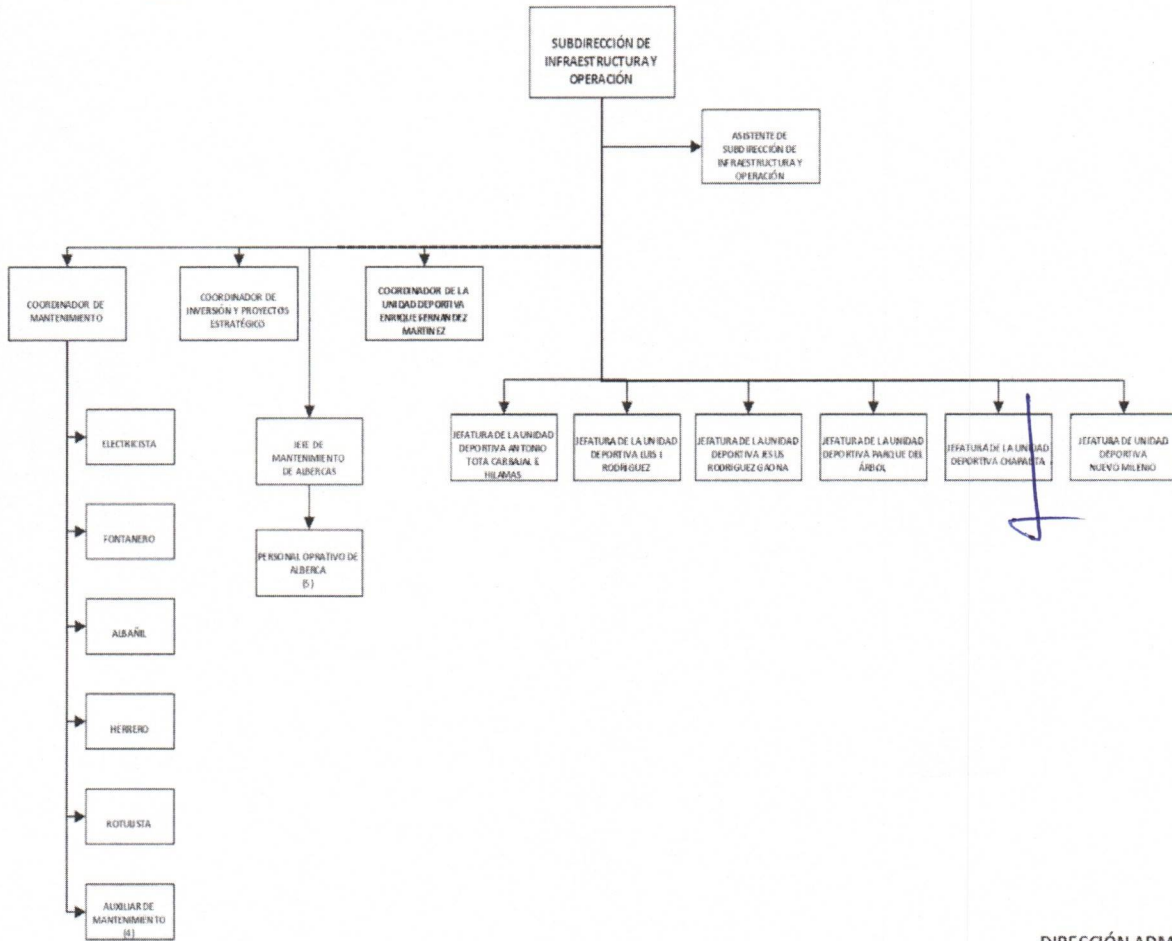 SUBDIRECCIÓN DE
INFRAESTRUCTURA Y
OPERACIÓN
ASISTENTE DE
SUBDIRECCIÓN DE
INFRAESTRUCTURA Y
OPERACIÓN
COORDINADOR DE
MANTENIMIENTO
COORDINADOR DE
INVERSIÓN Y PROYECTOS
ESTRATÉGICO
COORDINADOR DE LA
UNIDAD DEPORTIVA
ENRIQUE FERNANDEZ
MARTINEZ
ELECTRICISTA
FONTANERO
ALBAÑIL
HERRERO
ROTULISTA
AUXILIAR DE
MANTENIMIENTO
(4)
JEFE DE
MANTENIMIENTO
DE ALBERCAS
PERSONAL OPRATIVO DE
ALBERCA
(5)
JEFATURA DE LA UNIDAD
DEPORTIVA ANTONIO
TOTA CARBAJAL E
HILAMAS
JEFATURA DE LA UNIDAD
DEPORTIVA LUIS I
RODRÍGUEZ
JEFATURA DE LA UNIDAD
DEPORTIVA JESUS
RODRIGUEZ GAONA
JEFATURA DE LA UNIDAD
DEPORTIVA PARQUE DEL
ÁRBOL
JEFATURA DE LA UNIDAD
DEPORTIVA CHAPALITA
JEFATURA DE UNIDAD
DEPORTIVA
NUEVO MILENIO
DIRECCIÓN ADM